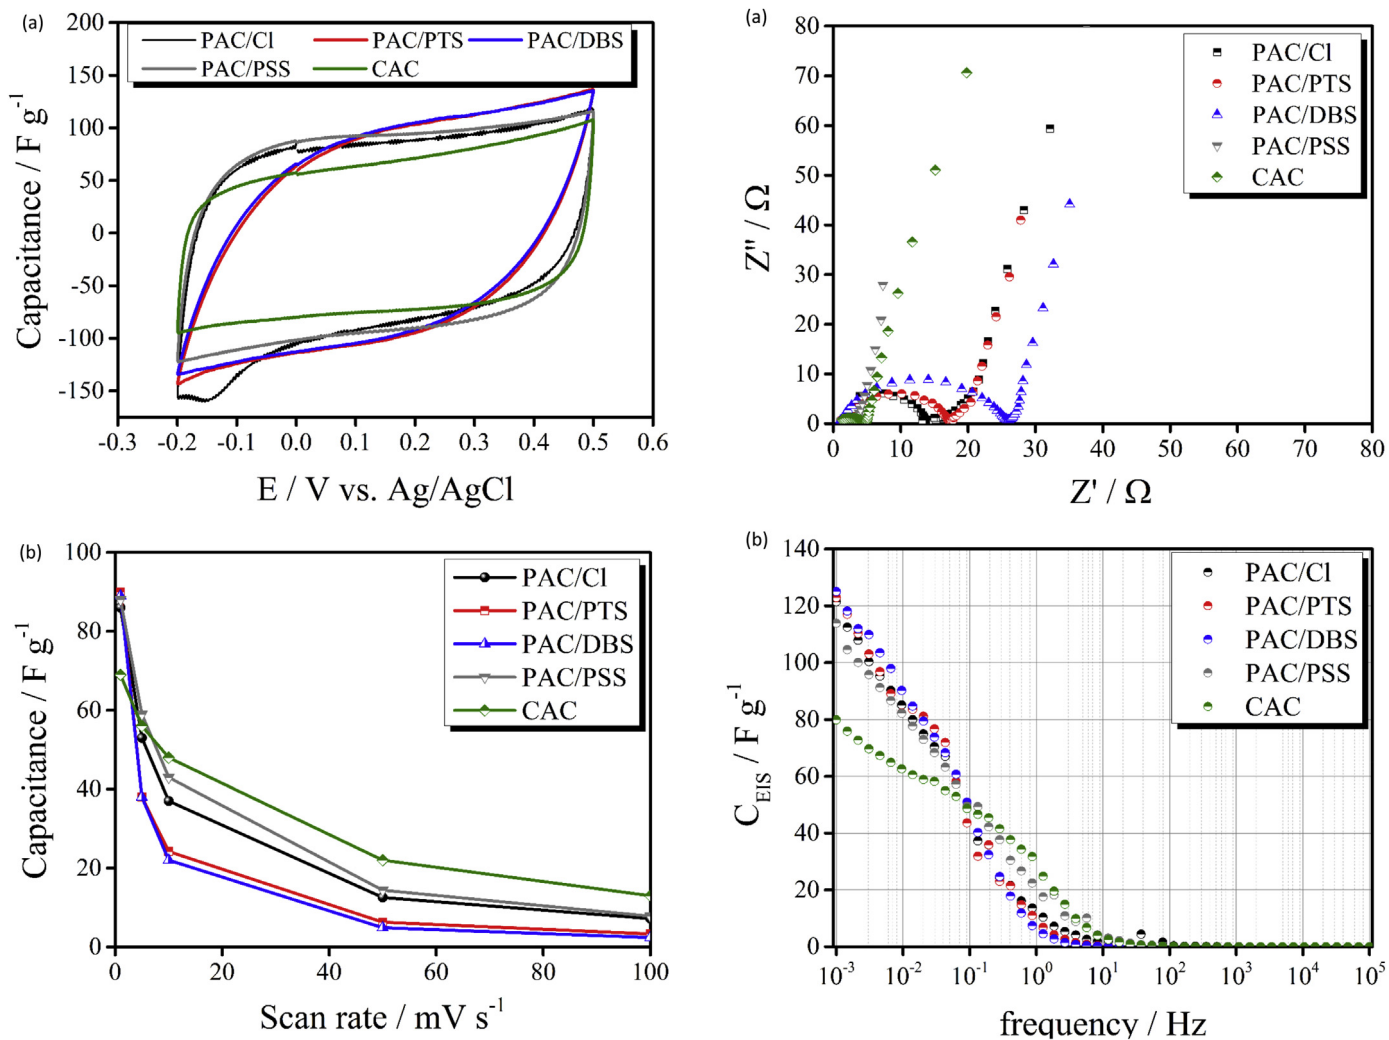 (a)
200
150
100
50
0
-50
-100
-150
Capacitance / F g-1
PAC/Cl PAC/PTS PAC/DBS
PAC/PSS CAC
-0.3 -0.2 -0.1 0.0 0.1 0.2 0.3 0.4 0.5 0.6
E / V vs. Ag/AgCl
(a)
80
70
60
50
40
30
20
10
0
Z" / Ω
PAC/Cl
PAC/PTS
PAC/DBS
PAC/PSS
CAC
0 10 20 30 40 50 60 70 80
Z' / Ω
(b)
100
80
60
40
20
0
Capacitance / F g-1
PAC/Cl
PAC/PTS
PAC/DBS
PAC/PSS
CAC
0 20 40 60 80 100
Scan rate / mV s-1
(b)
140
120
100
80
60
40
20
0
CEIS / F g-1
PAC/Cl
PAC/PTS
PAC/DBS
PAC/PSS
CAC
10-3 10-2 10-1 100 101 102 103 104 105
frequency / Hz